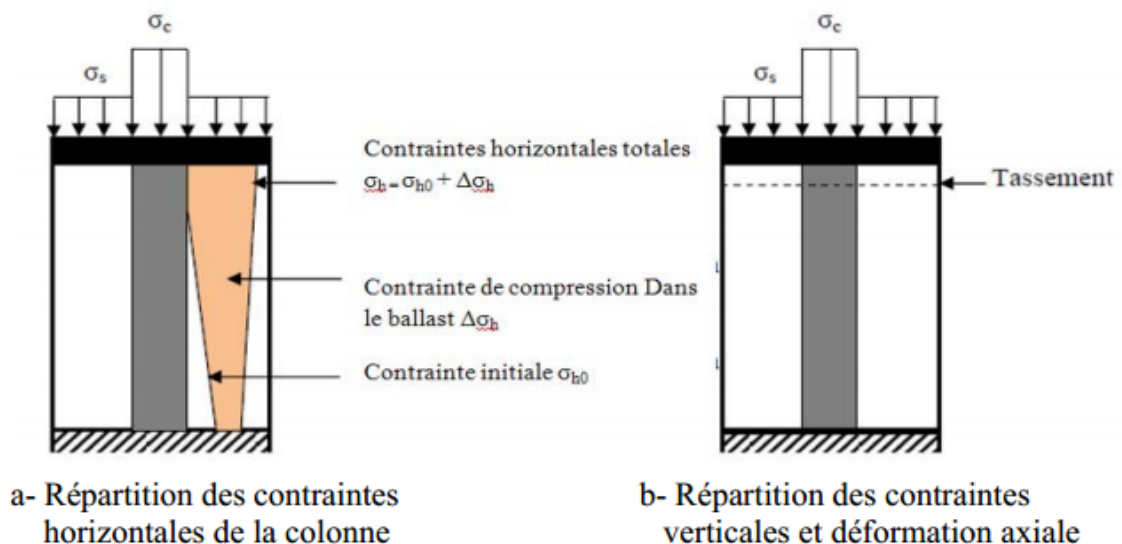 σc
σs
Contraintes horizontales totales
σh= σh0 + Δσh
Contrainte de compression Dans
le ballast Δσh
Contrainte initiale σh0
a- Répartition des contraintes
horizontales de la colonne
σc
σs
Tassement
b- Répartition des contraintes
verticales et déformation axiale